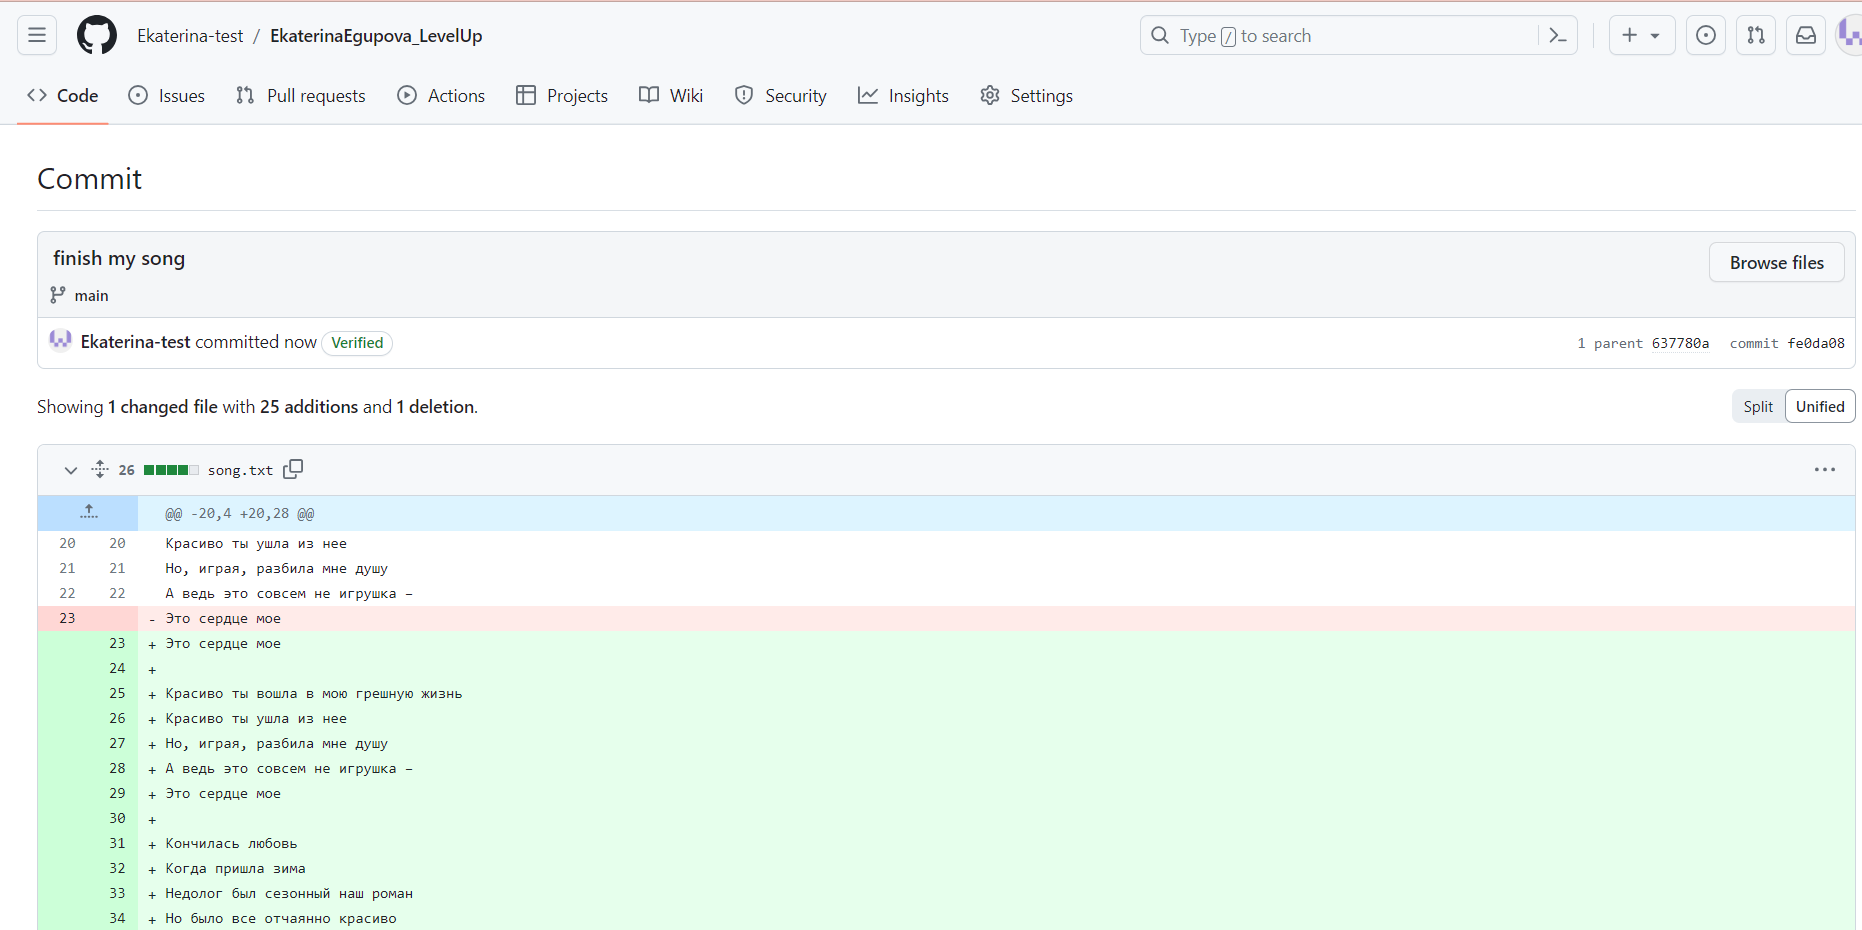 Ekaterina-test / EkaterinaEgupova_LevelUp
Type / to search
Code Issues Pull requests Actions Projects Wiki Security Insights Settings
Commit
finish my song
Browse files
main
Ekaterina-test committed now Verified
1 parent 637780a commit fe0da08
Showing 1 changed file with 25 additions and 1 deletion.
Split Unified
26 song.txt
@@ -20,4 +20,28 @@
20 20 Красиво ты ушла из нее
21 21 Но, играя, разбила мне душу
22 22 А ведь это совсем не игрушка –
23 - Это сердце мое
23 + Это сердце мое
24 +
25 + Красиво ты вошла в мою грешную жизнь
26 + Красиво ты ушла из нее
27 + Но, играя, разбила мне душу
28 + А ведь это совсем не игрушка –
29 + Это сердце мое
30 +
31 + Кончилась любовь
32 + Когда пришла зима
33 + Недолог был сезонный наш роман
34 + Но было все отчаянно красиво